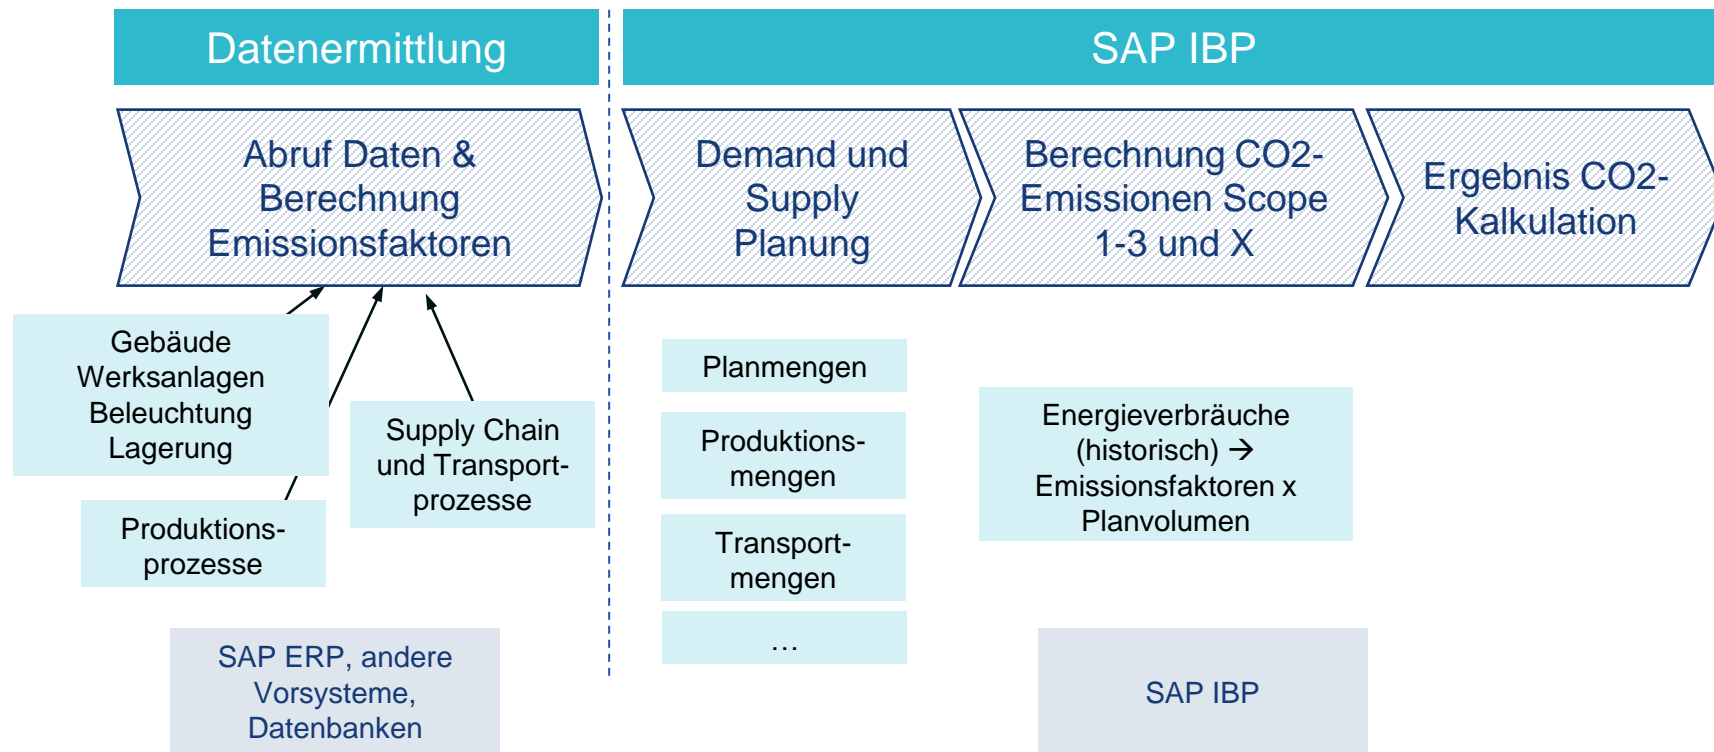 Datenermittlung
SAP IBP
Abruf Daten &
Berechnung
Emissionsfaktoren
Demand und
Supply
Planung
Berechnung CO2-
Emissionen Scope
1-3 und X
Ergebnis CO2-
Kalkulation
Gebäude
Werksanlagen
Beleuchtung
Lagerung
Supply Chain
und Transport-
prozesse
Produktions-
prozesse
Planmengen
Produktions-
mengen
Transport-
mengen
…
Energieverbräuche
(historisch) →
Emissionsfaktoren x
Planvolumen
SAP ERP, andere
Vorsysteme,
Datenbanken
SAP IBP